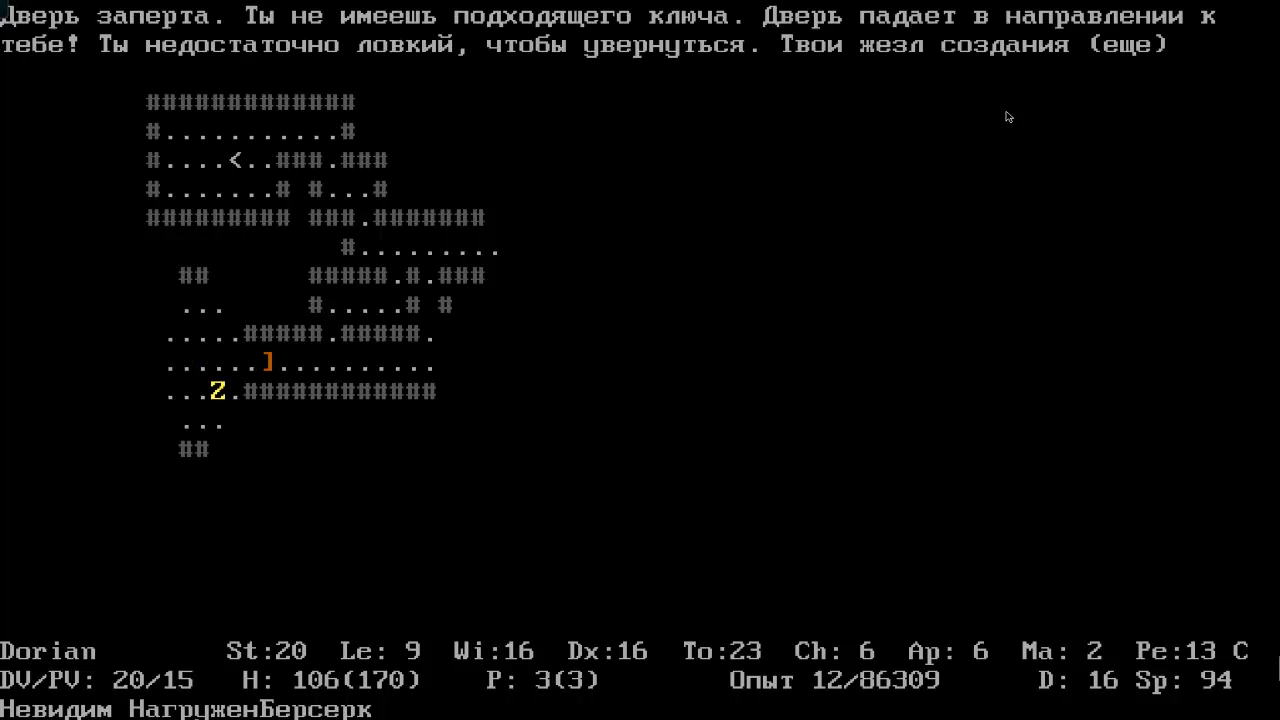 Дверь заперта. Ты не имеешь подходящего ключа. Дверь падает в направлении к
тебе! Ты недостаточно ловкий, чтобы увернуться. Твои жезл создания (еще)
#############
#...........#
#....<..###.###
#.......# #...#
######### ###.#######
#.........
## #####.#.###
... #.....# #
.....#####.#####.
......].........
...Z.############
...
##
Dorian St:20 Le: 9 Wi:16 Dx:16 To:23 Ch: 6 Ap: 6 Ma: 2 Pe:13 C
DV/PV: 20/15 H: 106(170) P: 3(3) Опыт 12/86309 D: 16 Sp: 94
Невидим НагруженБерсерк